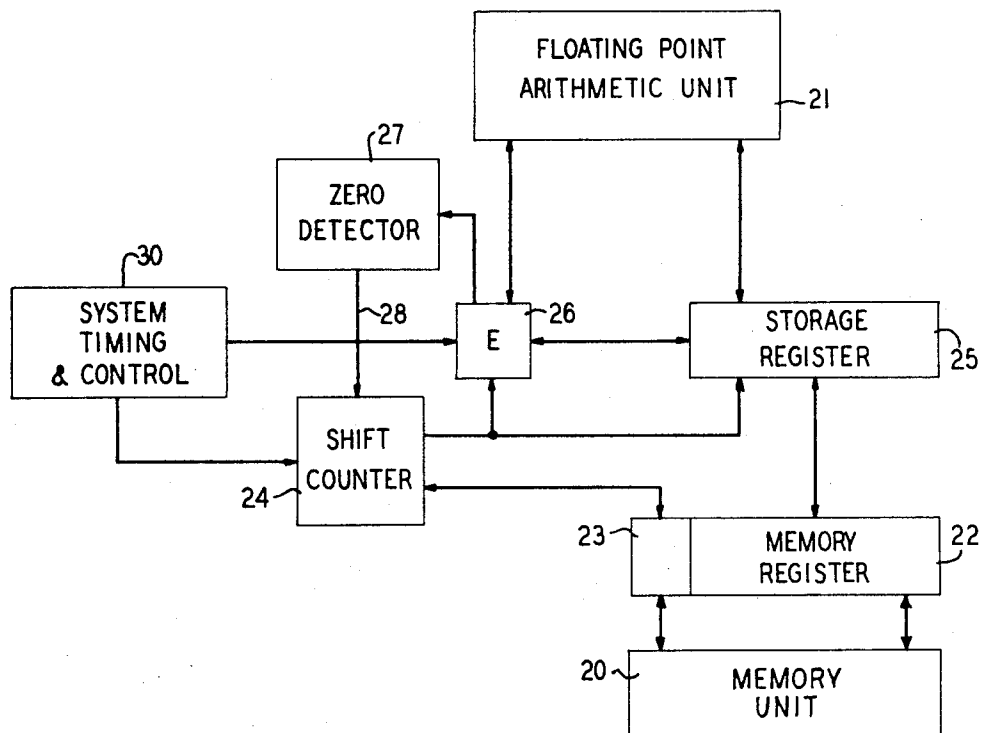 FLOATING POINT
ARITHMETIC UNIT
21
27
ZERO
DETECTOR
30
SYSTEM
TIMING
& CONTROL
28
26
E
STORAGE
REGISTER
25
SHIFT
COUNTER
24
23
MEMORY
REGISTER
22
20
MEMORY
UNIT